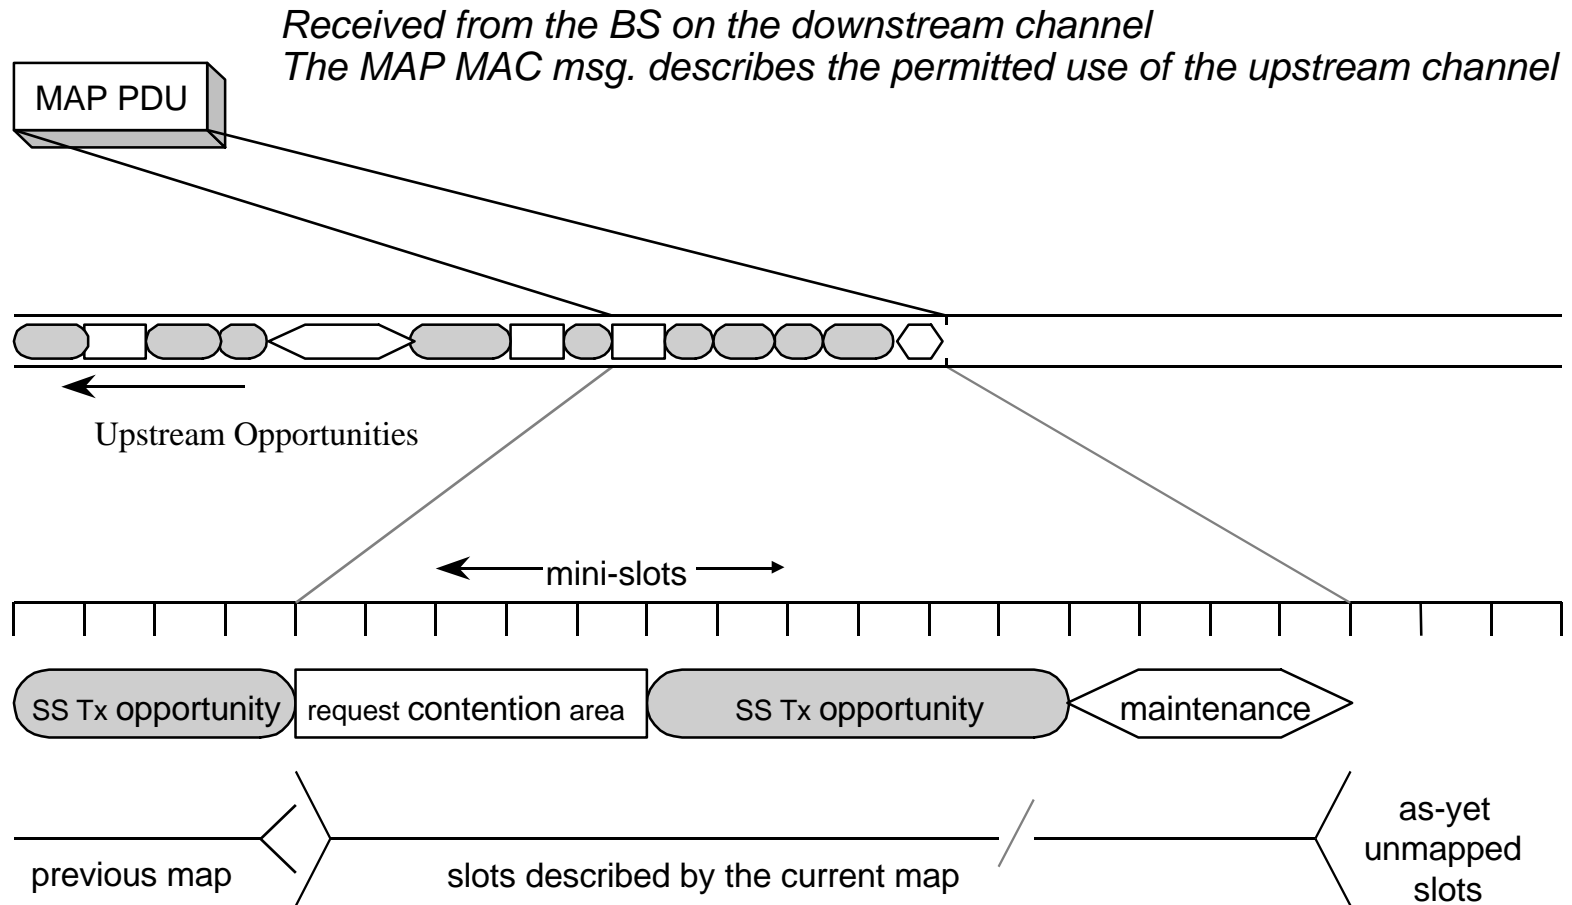 Received from the BS on the downstream channel
The MAP MAC msg. describes the permitted use of the upstream channel
MAP PDU
Upstream Opportunities
mini-slots
SS Tx opportunity
request contention area
SS Tx opportunity
maintenance
previous map
slots described by the current map
as-yet
unmapped
slots